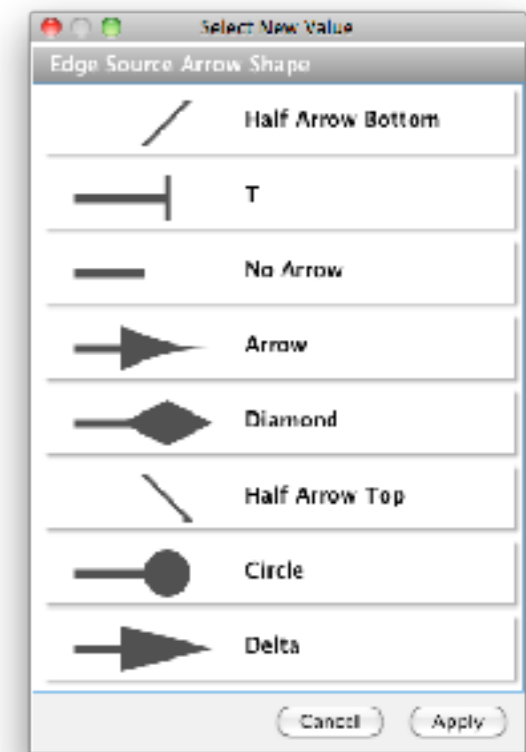 Select New Value
Edge Source Arrow Shape
Half Arrow Bottom
T
No Arrow
Arrow
Diamond
Half Arrow Top
Circle
Delta
Cancel
Apply